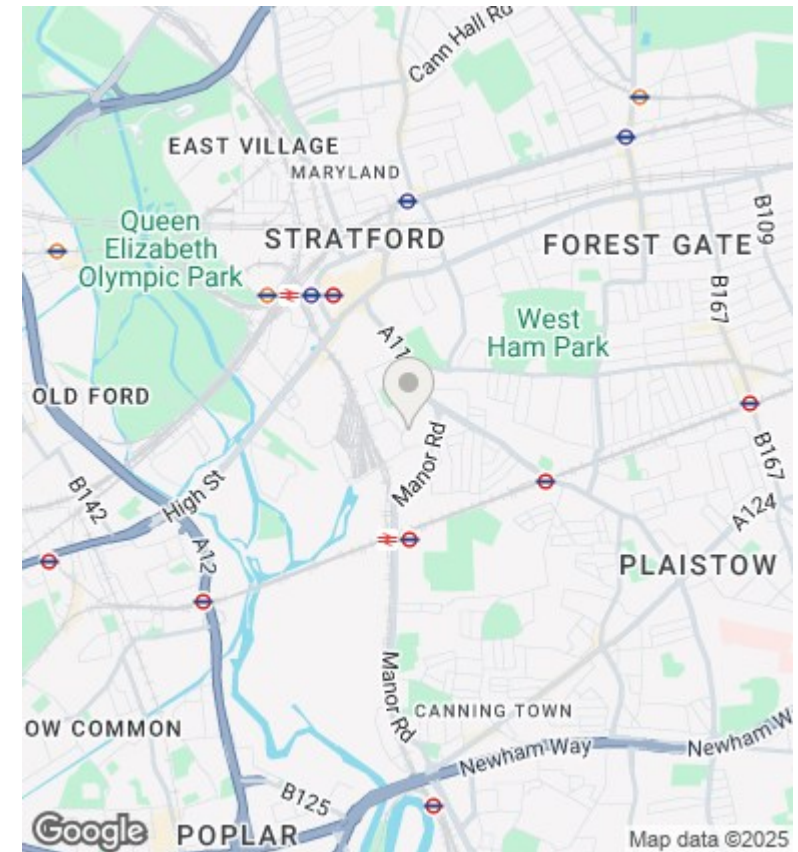 Cann Hall Rd
EAST VILLAGE
MARYLAND
Queen
Elizabeth
Olympic Park
STRATFORD
FOREST GATE
B109
B167
West
Ham Park
A11
OLD FORD
Manor Rd
B142
High St
B167
A124
A12
PLAISTOW
Manor Rd
CANNING TOWN
OW COMMON
Newham Way
Newham W
B125
POPLAR
Google
Map data ©2025